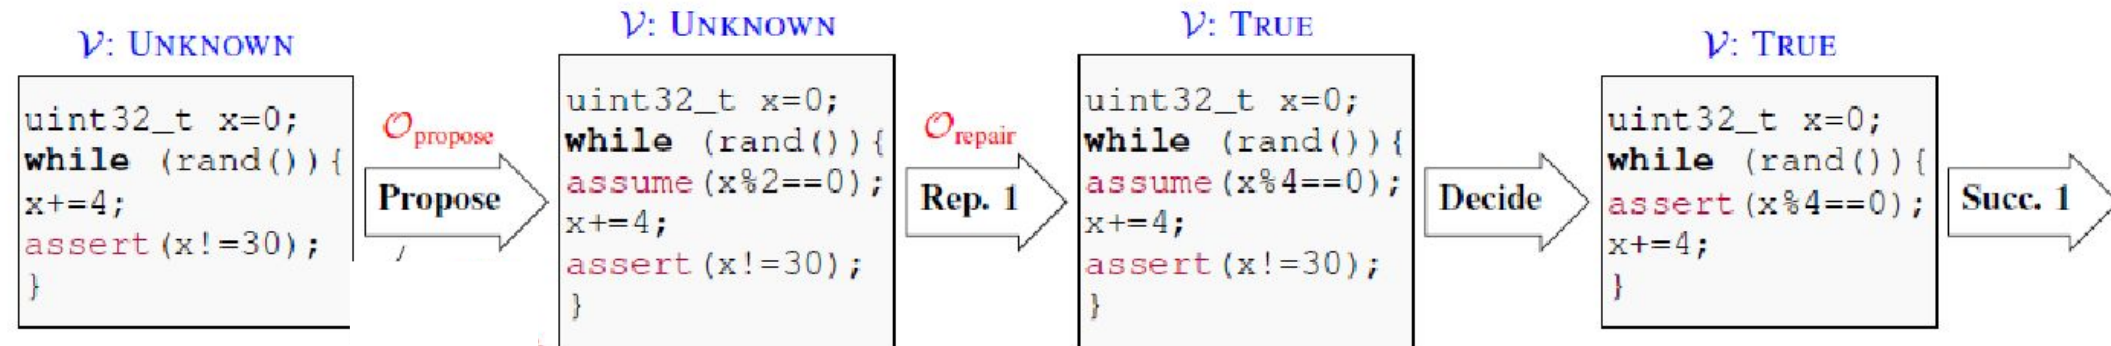 𝒱: UNKNOWN
uint32_t x=0;
while (rand()){
x+=4;
assert(x!=30);
}
𝒪propose
Propose
𝒱: UNKNOWN
uint32_t x=0;
while (rand()){
assume(x%2==0);
x+=4;
assert(x!=30);
}
𝒪repair
Rep. 1
𝒱: TRUE
uint32_t x=0;
while (rand()){
assume(x%4==0);
x+=4;
assert(x!=30);
}
Decide
𝒱: TRUE
uint32_t x=0;
while (rand()){
assert(x%4==0);
x+=4;
}
Succ. 1